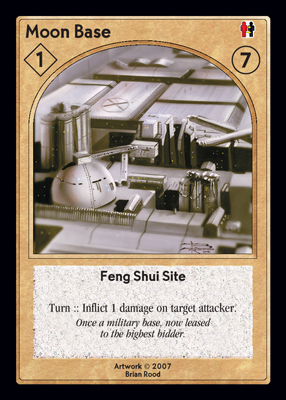 Moon Base
1
7
Feng Shui Site
Turn :: Inflict 1 damage on target attacker.
Once a military base, now leased
to the highest bidder.
Artwork © 2007
Brian Rood